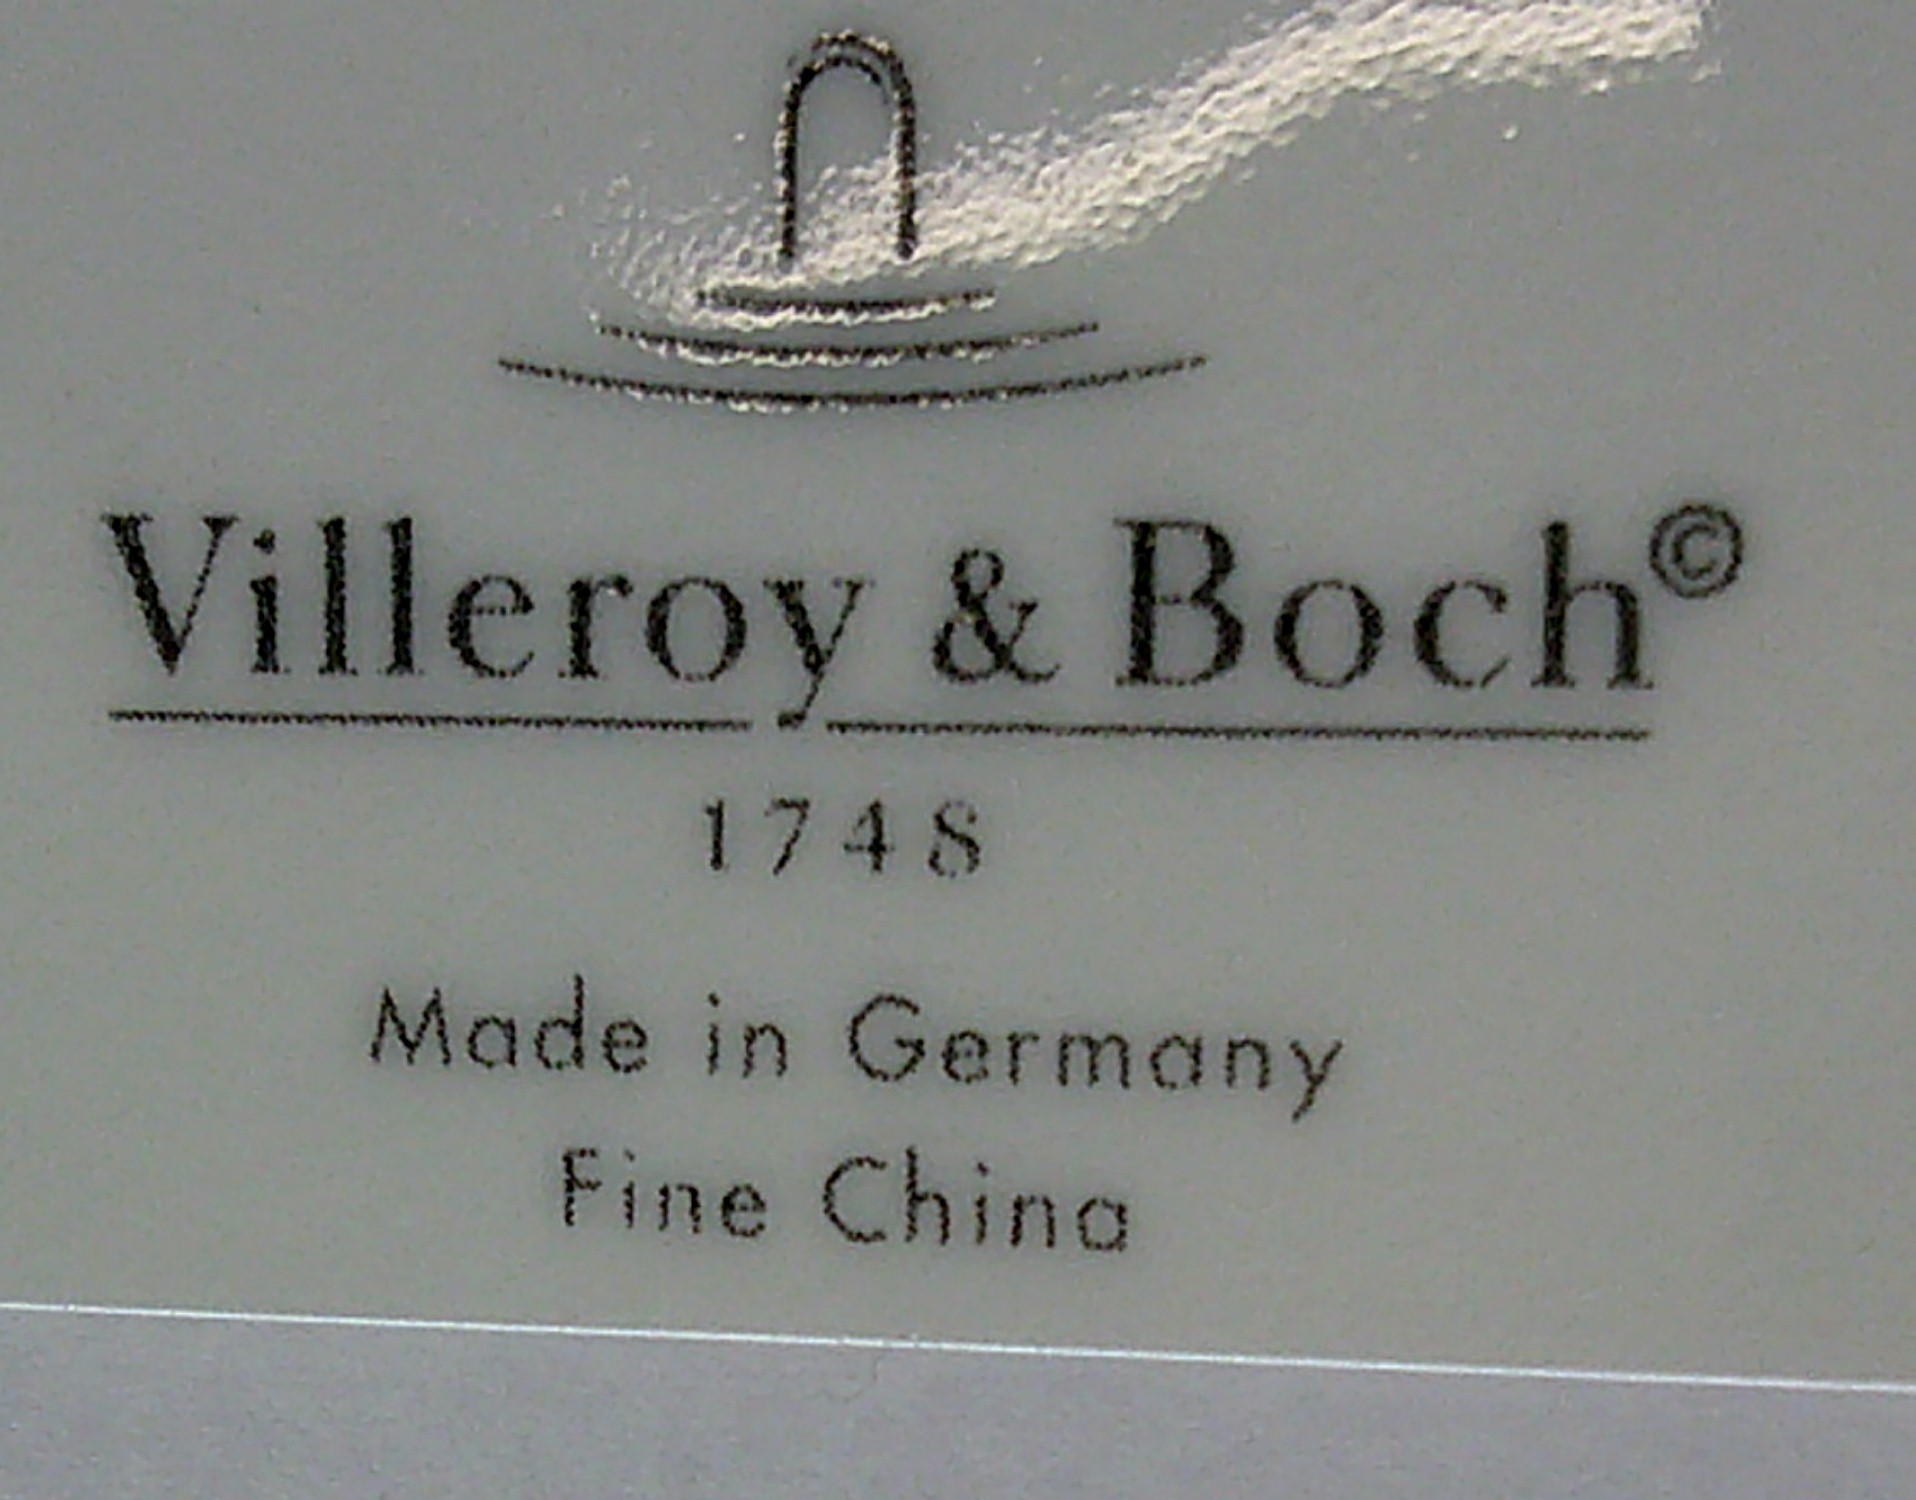 Villeroy & Boch©
1748
Made in Germany
Fine China